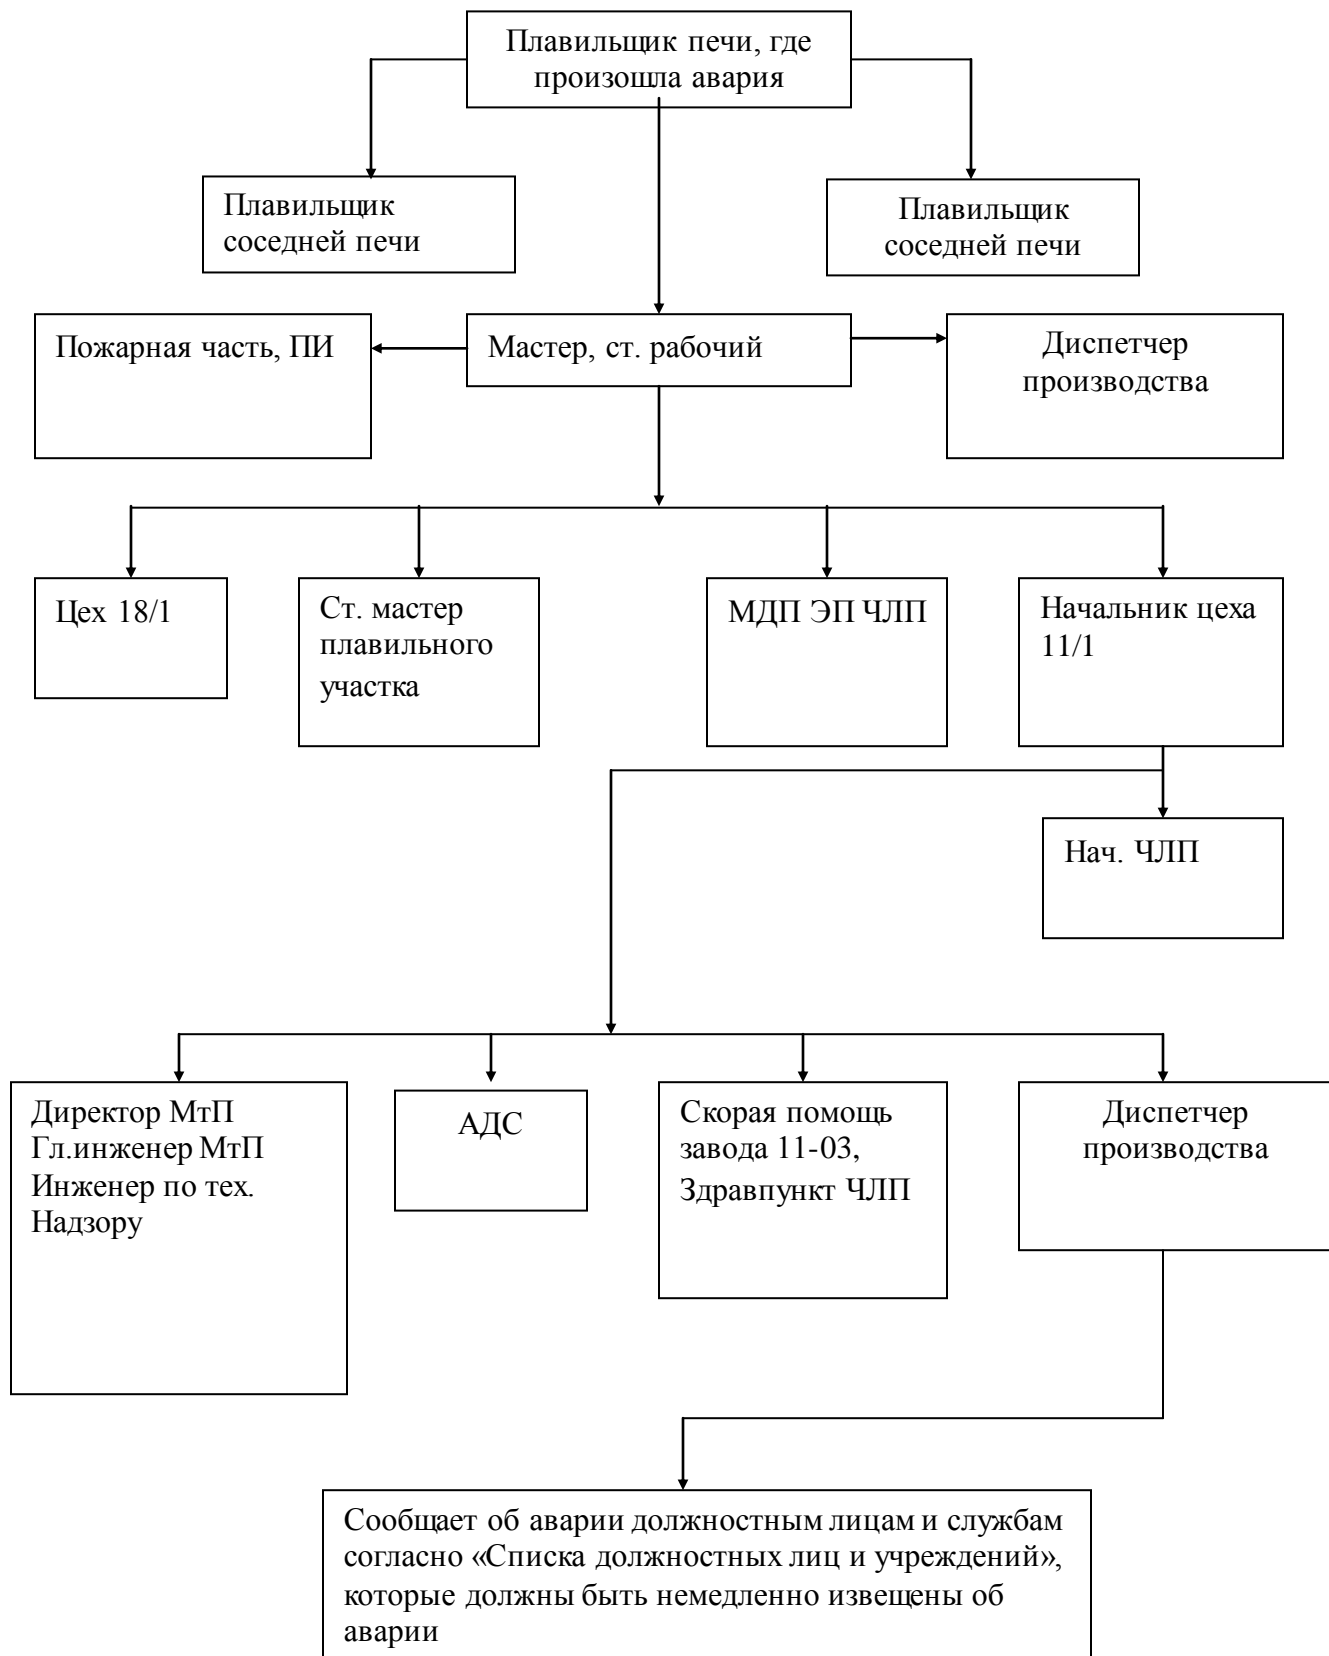 Плавильщик печи, где
произошла авария
Плавильщик
соседней печи
Плавильщик
соседней печи
Пожарная часть, ПИ
Мастер, ст. рабочий
Диспетчер
производства
Цех 18/1
Ст. мастер
плавильного
участка
МДП ЭП ЧЛП
Начальник цеха
11/1
Нач. ЧЛП
Директор МтП
Гл.инженер МтП
Инженер по тех.
Надзору
АДС
Скорая помощь
завода 11-03,
Здравпункт ЧЛП
Диспетчер
производства
Сообщает об аварии должностным лицам и службам
согласно «Списка должностных лиц и учреждений»,
которые должны быть немедленно извещены об
аварии